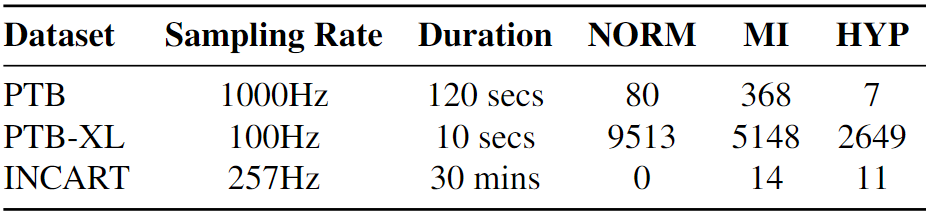 Dataset Sampling Rate Duration NORM MI HYP
PTB 1000Hz 120 secs 80 368 7
PTB-XL 100Hz 10 secs 9513 5148 2649
INCART 257Hz 30 mins 0 14 11